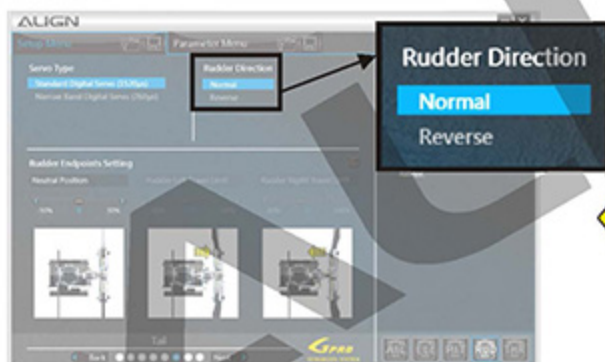 ALIGN
Setup Menu
Parameter Menu
Servo Type
Standard Digital Servo (1520μs)
Narrow Band Digital Servo (760μs)
Rudder Direction
Normal
Reverse
Rudder Direction
Normal
Reverse
Rudder Endpoints Setting
Neutral Position
Tail
Back
Next
GPRO